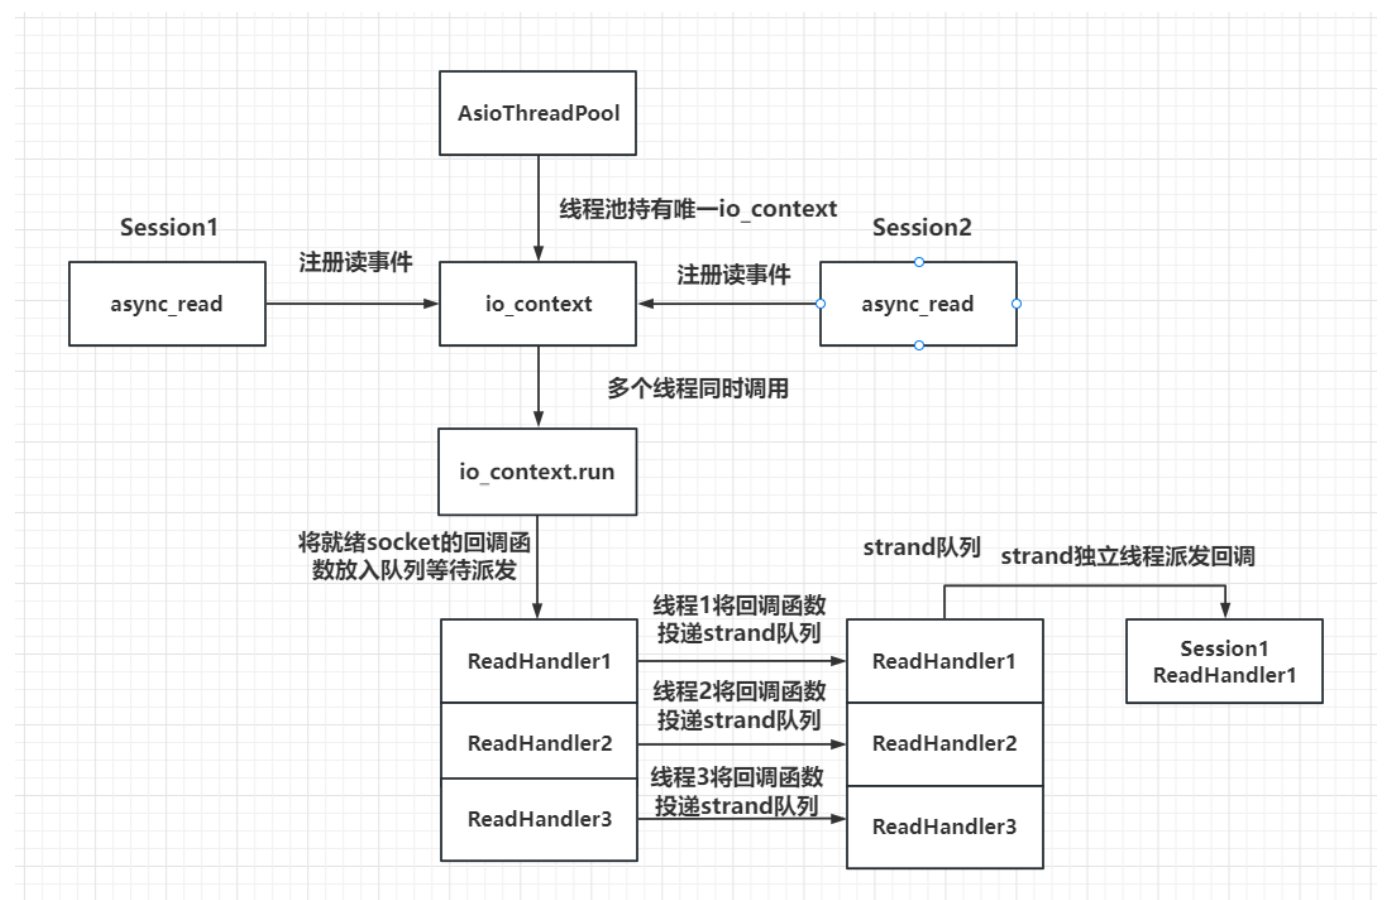 AsioThreadPool
线程池持有唯一io_context
Session1
Session2
注册读事件
注册读事件
async_read
io_context
async_read
多个线程同时调用
io_context.run
将就绪socket的回调函
数放入队列等待派发
strand队列
strand独立线程派发回调
线程1将回调函数
投递strand队列
ReadHandler1
ReadHandler1
Session1
ReadHandler1
线程2将回调函数
投递strand队列
ReadHandler2
ReadHandler2
线程3将回调函数
投递strand队列
ReadHandler3
ReadHandler3